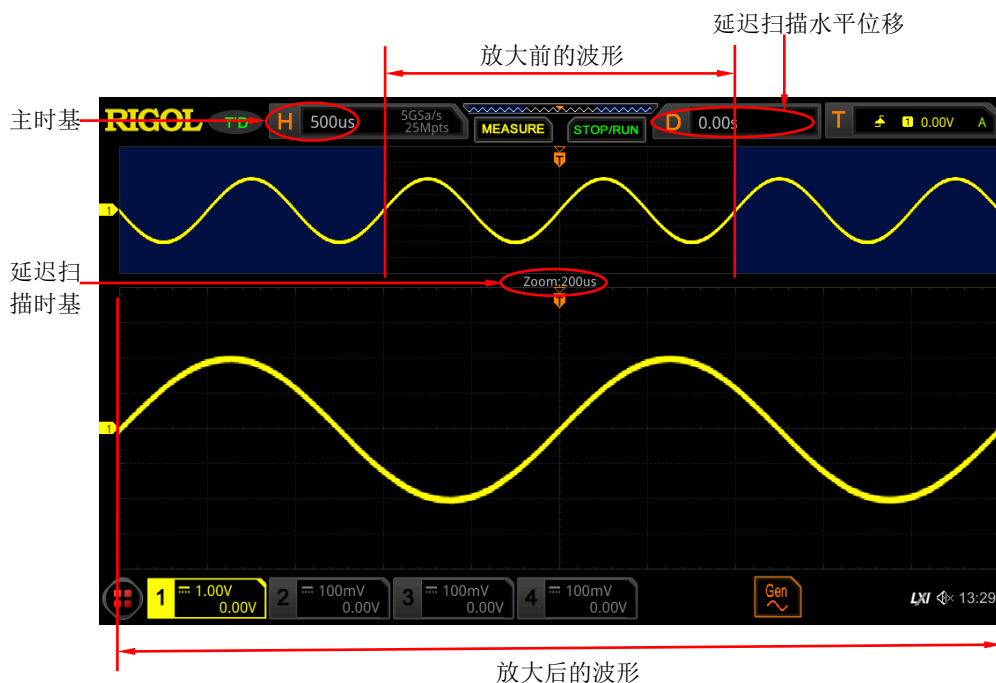 延迟扫描水平位移
放大前的波形
主时基
RIGOL T'D H 500us 5GSa/s 25Mpts MEASURE STOP/RUN D 0.00s T 1 0.00V A
T
1
延迟扫描时基
Zoom:200us
T
1
1 1.00V 0.00V 2 100mV 0.00V 3 100mV 0.00V 4 100mV 0.00V Gen LXI 13:29
放大后的波形